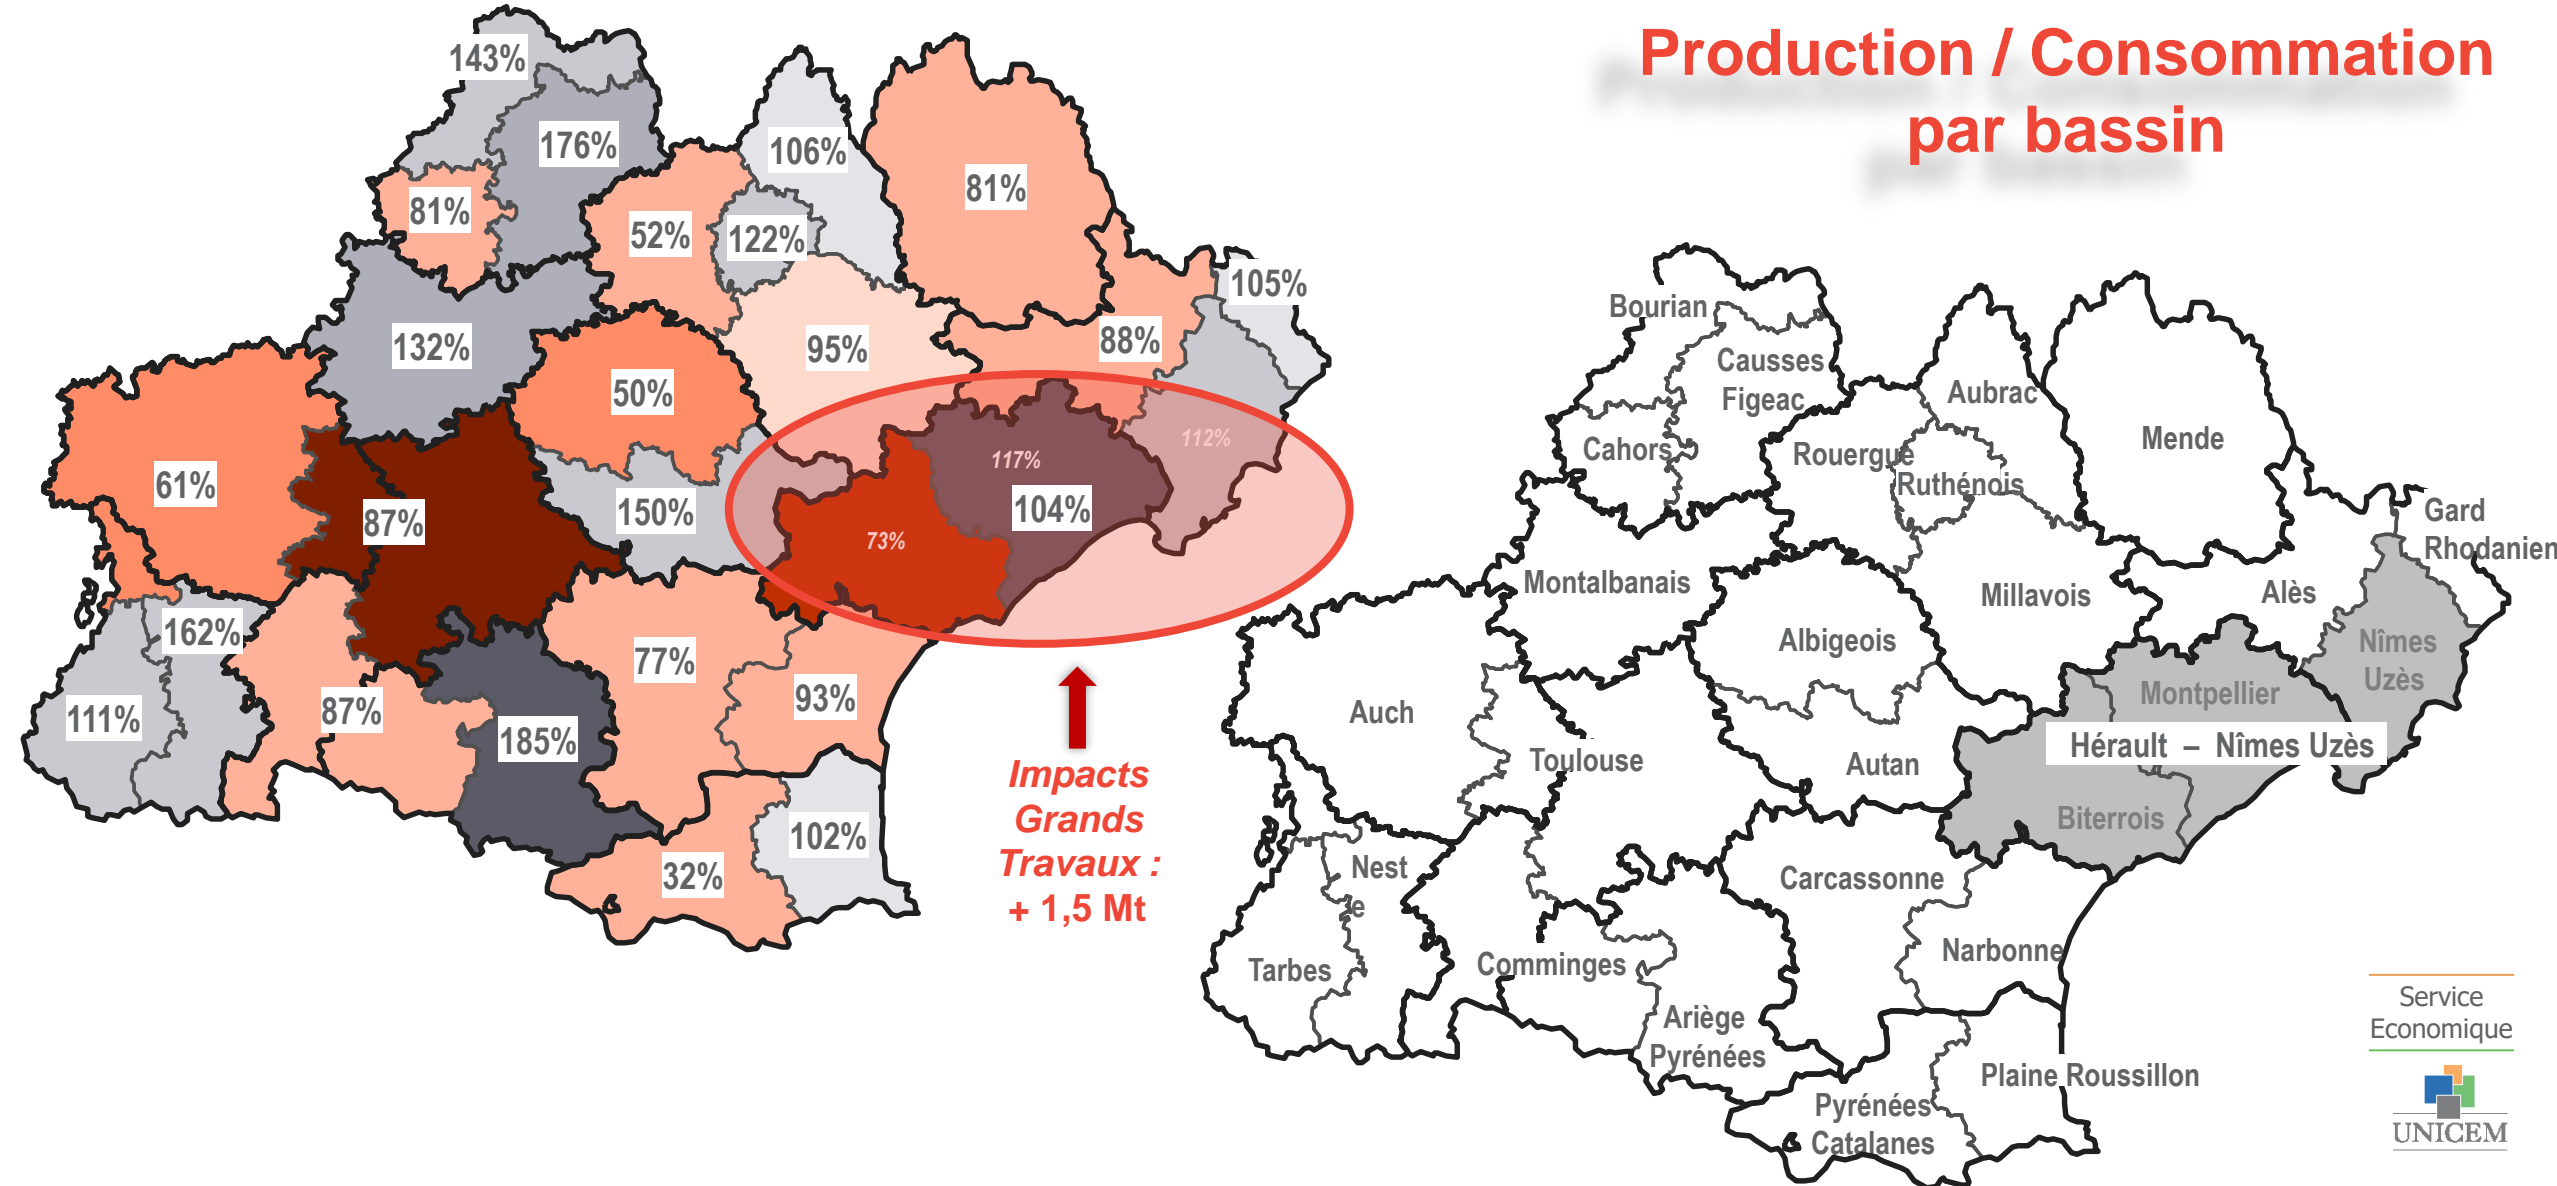 Production / Consommation
par bassin
143%
176%
106%
81%
81%
52%
122%
105%
132%
95%
88%
50%
112%
117%
61%
87%
150%
104%
73%
162%
77%
111%
87%
93%
185%
102%
32%
Impacts
Grands
Travaux :
+ 1,5 Mt
Bourian
Causses
Figeac
Aubrac
Cahors
Rouergue
Ruthénois
Mende
Gard
Rhodanien
Montalbanais
Millavois
Alès
Albigeois
Nîmes
Uzès
Auch
Montpellier
Toulouse
Autan
Hérault – Nîmes Uzès
Biterrois
Nest
e
Carcassonne
Tarbes
Comminges
Narbonne
Ariège
Pyrénées
Plaine Roussillon
Pyrénées
Catalanes
Service
Economique
UNICEM